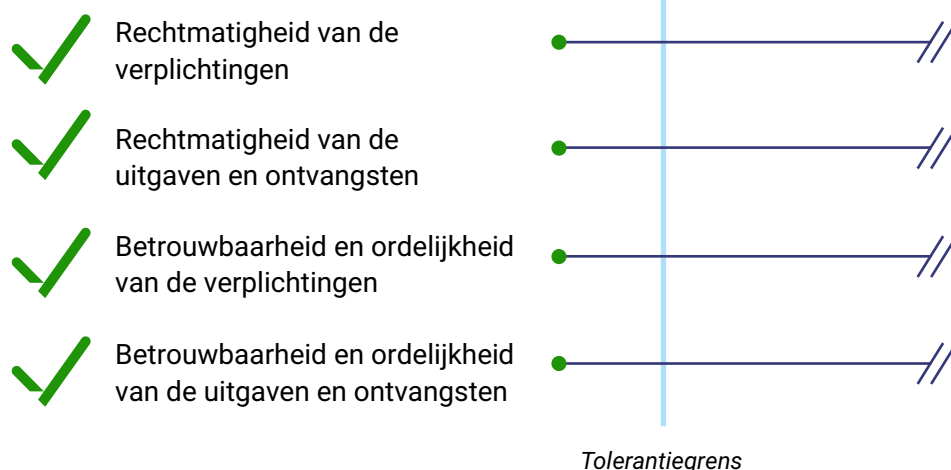 Rechtmatigheid van de
verplichtingen
Rechtmatigheid van de
uitgaven en ontvangsten
Betrouwbaarheid en ordelijkheid
van de verplichtingen
Betrouwbaarheid en ordelijkheid
van de uitgaven en ontvangsten
Tolerantiegrens